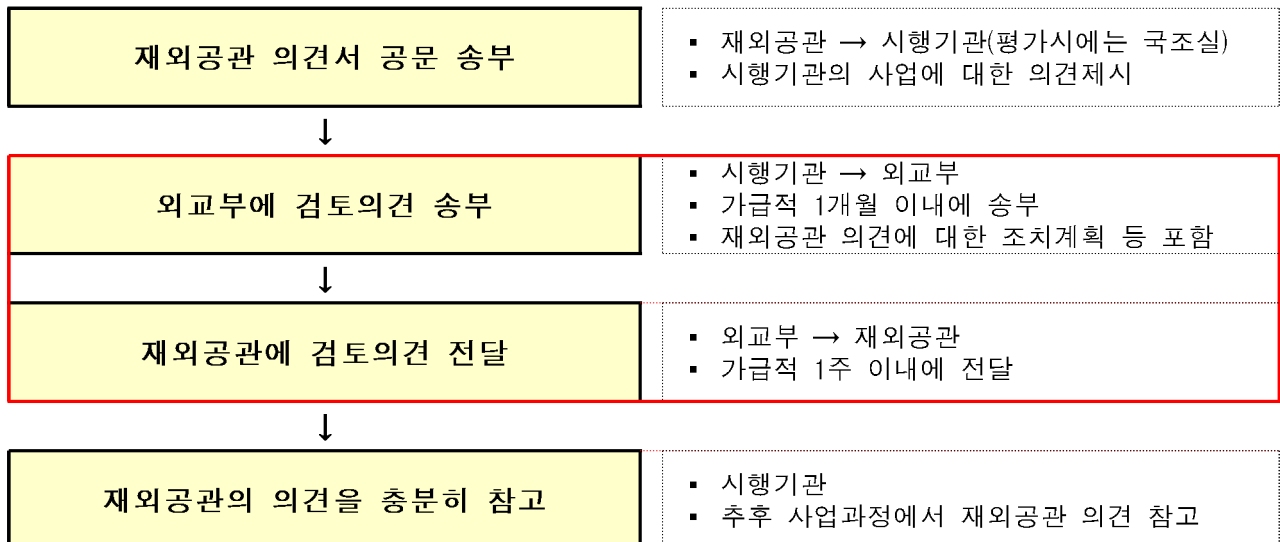 재외공관 의견서 공문 송부
▪ 재외공관 → 시행기관(평가시에는 국조실)
▪ 시행기관의 사업에 대한 의견제시
↓
외교부에 검토의견 송부
▪ 시행기관 → 외교부
▪ 가급적 1개월 이내에 송부
▪ 재외공관 의견에 대한 조치계획 등 포함
↓
재외공관에 검토의견 전달
▪ 외교부 → 재외공관
▪ 가급적 1주 이내에 전달
↓
재외공관의 의견을 충분히 참고
▪ 시행기관
▪ 추후 사업과정에서 재외공관 의견 참고